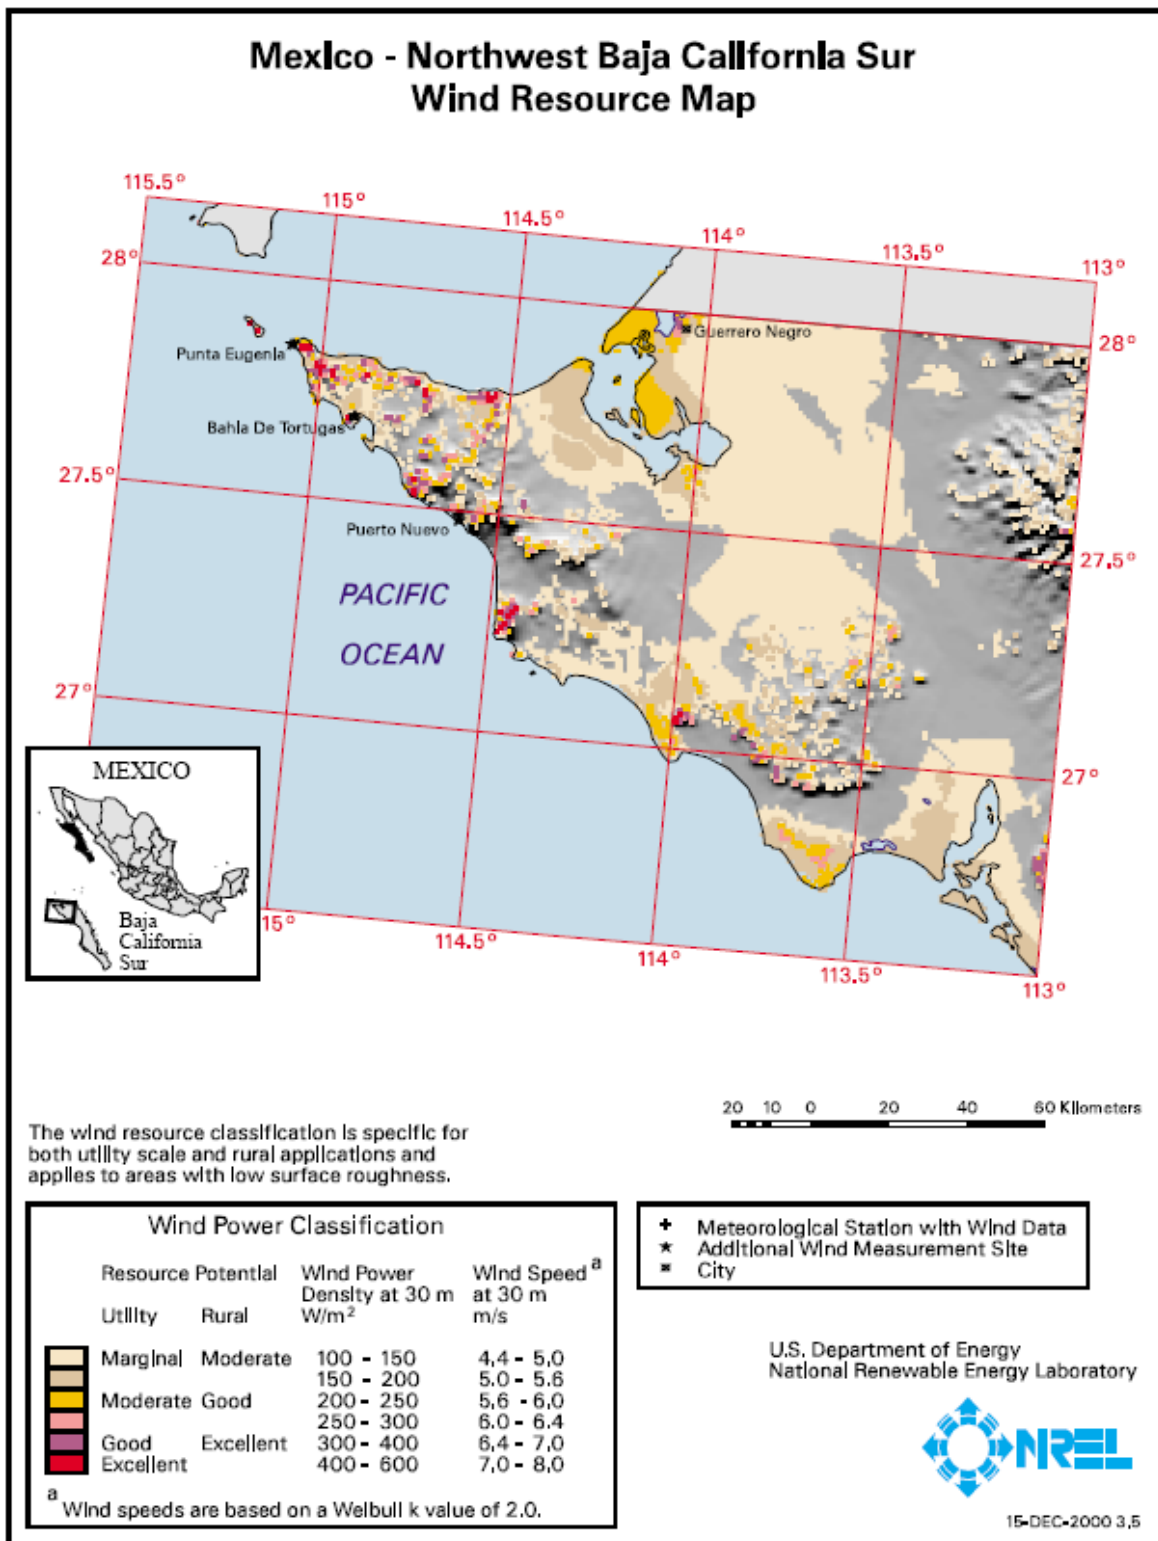 Mexico - Northwest Baja California Sur
Wind Resource Map
115.5°
115°
114.5°
114°
113.5°
113°
28°
28°
Guerrero Negro
Punta Eugenia
Bahia De Tortugas
27.5°
27.5°
Puerto Nuevo
PACIFIC
OCEAN
27°
27°
MEXICO
Baja
California
Sur
15°
114.5°
114°
113.5°
113°
20 10 0 20 40 60 Kilometers
The wind resource classification is specific for
both utility scale and rural applications and
applies to areas with low surface roughness.
Wind Power Classification
Resource Potential Wind Power Wind Speed a
Density at 30 m at 30 m
Utility Rural W/m² m/s
Marginal Moderate 100 - 150 4.4 - 5.0
150 - 200 5.0 - 5.6
Moderate Good 200 - 250 5.6 - 6.0
250 - 300 6.0 - 6.4
Good Excellent 300 - 400 6.4 - 7.0
Excellent 400 - 600 7.0 - 8.0
a Wind speeds are based on a Weibull k value of 2.0.
Meteorological Station with Wind Data
Additional Wind Measurement Site
City
U.S. Department of Energy
National Renewable Energy Laboratory
NREL
15-DEC-2000 3.5